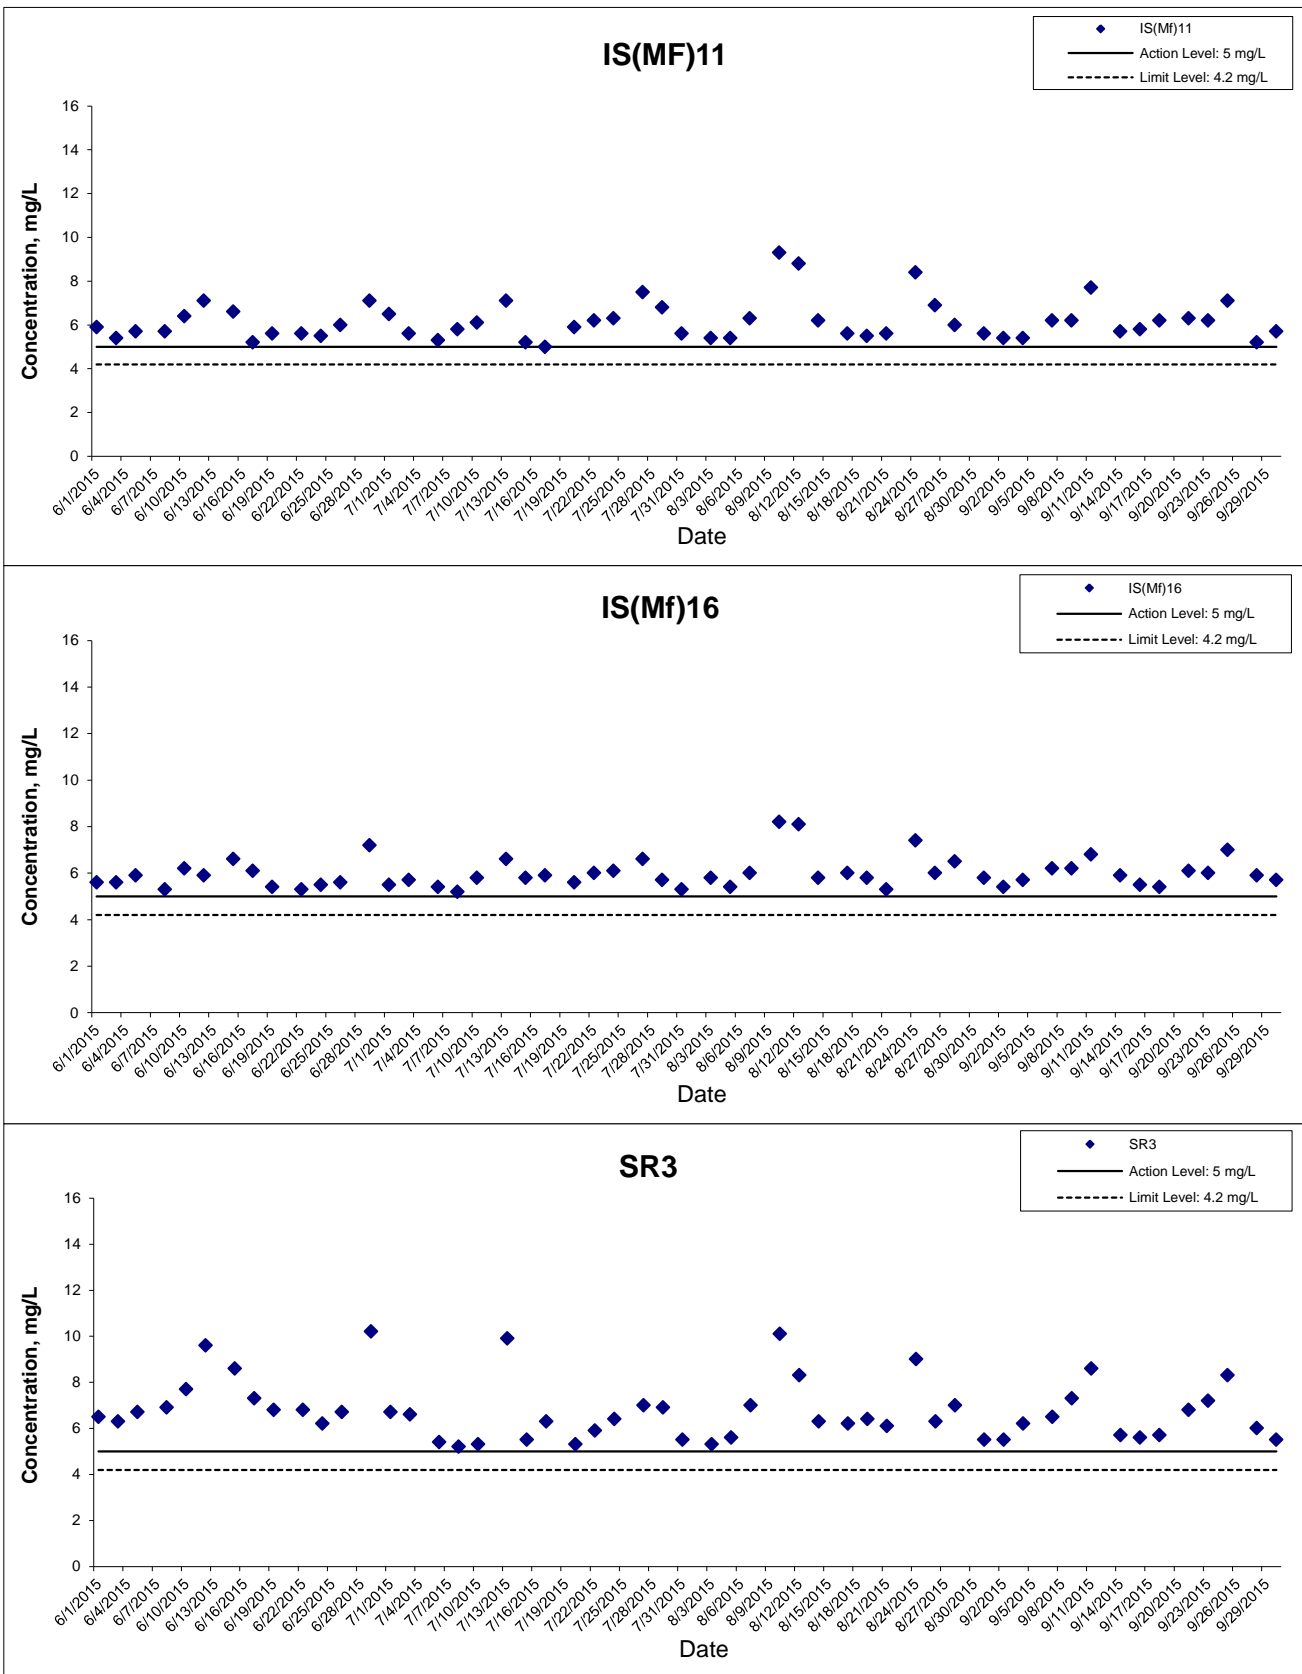 IS(MF)11
IS(Mf)11
Action Level: 5 mg/L
Limit Level: 4.2 mg/L
Concentration, mg/L
16
14
12
10
8
6
4
2
0
6/1/2015 6/4/2015 6/7/2015 6/10/2015 6/13/2015 6/16/2015 6/19/2015 6/22/2015 6/25/2015 6/28/2015 7/1/2015 7/4/2015 7/7/2015 7/10/2015 7/13/2015 7/16/2015 7/19/2015 7/22/2015 7/25/2015 7/28/2015 7/31/2015 8/3/2015 8/6/2015 8/9/2015 8/12/2015 8/15/2015 8/18/2015 8/21/2015 8/24/2015 8/27/2015 8/30/2015 9/2/2015 9/5/2015 9/8/2015 9/11/2015 9/14/2015 9/17/2015 9/20/2015 9/23/2015 9/26/2015 9/29/2015
Date
IS(Mf)16
IS(Mf)16
Action Level: 5 mg/L
Limit Level: 4.2 mg/L
Concentration, mg/L
16
14
12
10
8
6
4
2
0
6/1/2015 6/4/2015 6/7/2015 6/10/2015 6/13/2015 6/16/2015 6/19/2015 6/22/2015 6/25/2015 6/28/2015 7/1/2015 7/4/2015 7/7/2015 7/10/2015 7/13/2015 7/16/2015 7/19/2015 7/22/2015 7/25/2015 7/28/2015 7/31/2015 8/3/2015 8/6/2015 8/9/2015 8/12/2015 8/15/2015 8/18/2015 8/21/2015 8/24/2015 8/27/2015 8/30/2015 9/2/2015 9/5/2015 9/8/2015 9/11/2015 9/14/2015 9/17/2015 9/20/2015 9/23/2015 9/26/2015 9/29/2015
Date
SR3
SR3
Action Level: 5 mg/L
Limit Level: 4.2 mg/L
Concentration, mg/L
16
14
12
10
8
6
4
2
0
6/1/2015 6/4/2015 6/7/2015 6/10/2015 6/13/2015 6/16/2015 6/19/2015 6/22/2015 6/25/2015 6/28/2015 7/1/2015 7/4/2015 7/7/2015 7/10/2015 7/13/2015 7/16/2015 7/19/2015 7/22/2015 7/25/2015 7/28/2015 7/31/2015 8/3/2015 8/6/2015 8/9/2015 8/12/2015 8/15/2015 8/18/2015 8/21/2015 8/24/2015 8/27/2015 8/30/2015 9/2/2015 9/5/2015 9/8/2015 9/11/2015 9/14/2015 9/17/2015 9/20/2015 9/23/2015 9/26/2015 9/29/2015
Date